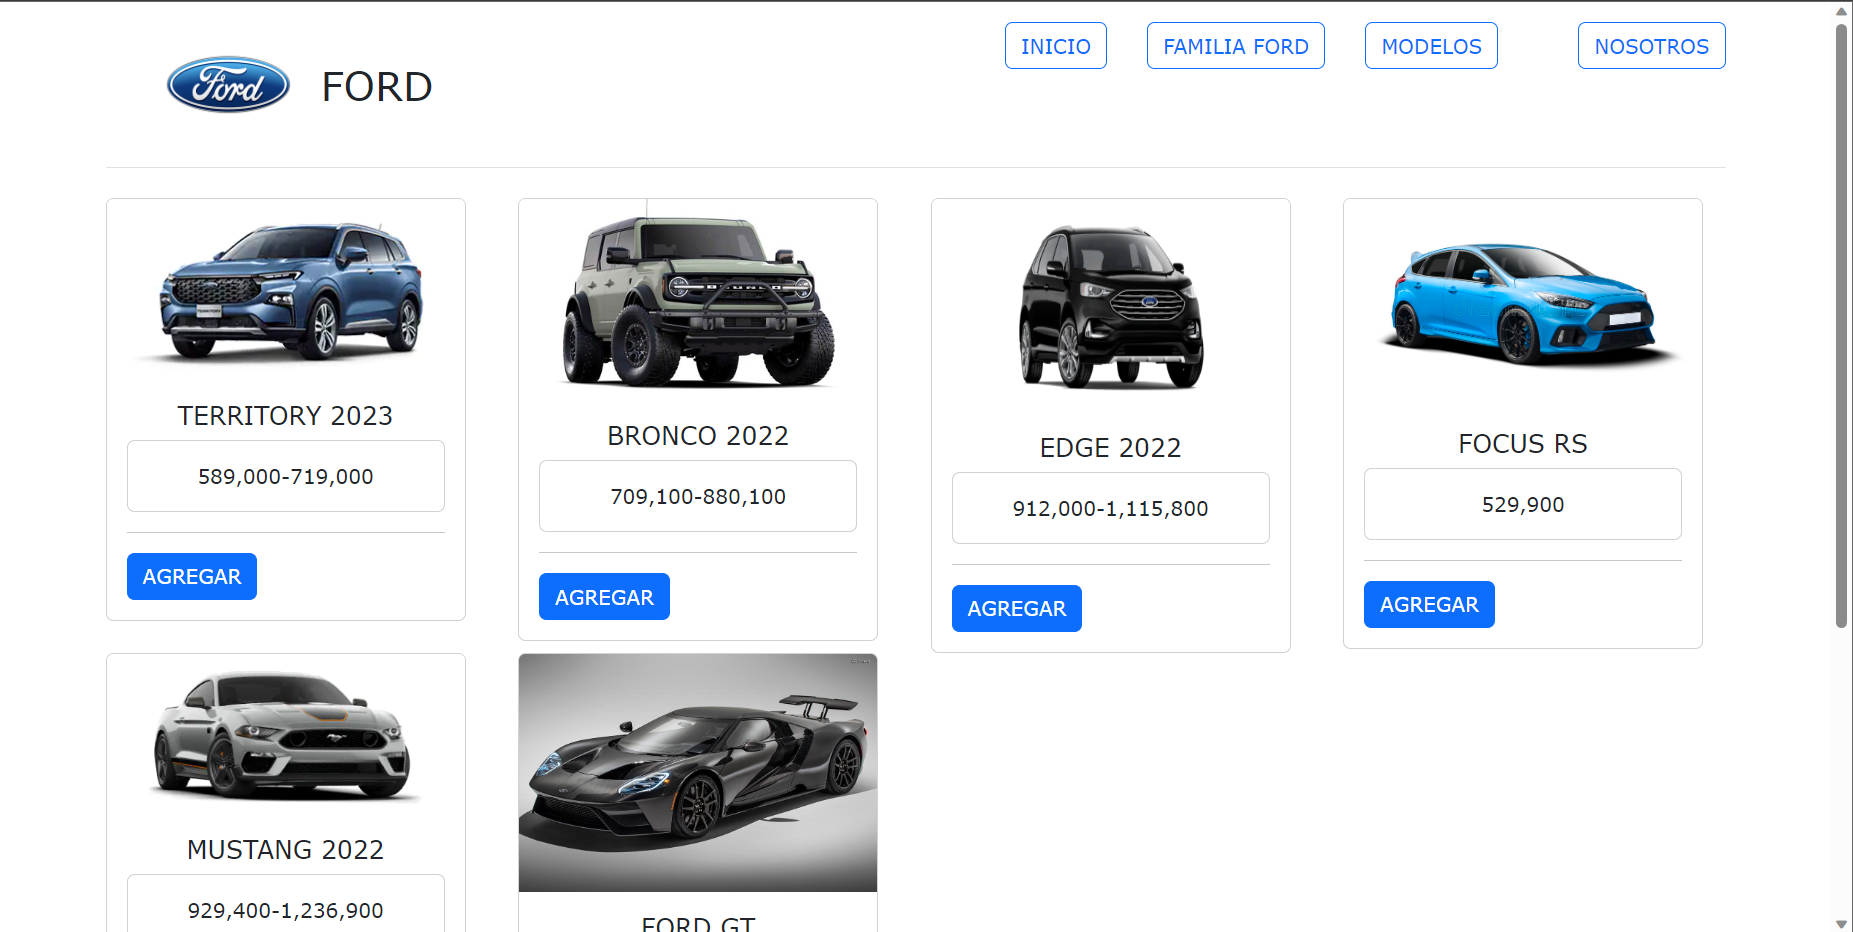 INICIO
FAMILIA FORD
MODELOS
NOSOTROS
Ford
FORD
TERRITORY
BRONCO
TERRITORY 2023
589,000-719,000
AGREGAR
BRONCO 2022
709,100-880,100
AGREGAR
EDGE 2022
912,000-1,115,800
AGREGAR
FOCUS RS
529,900
AGREGAR
MUSTANG 2022
929,400-1,236,900
FORD GT